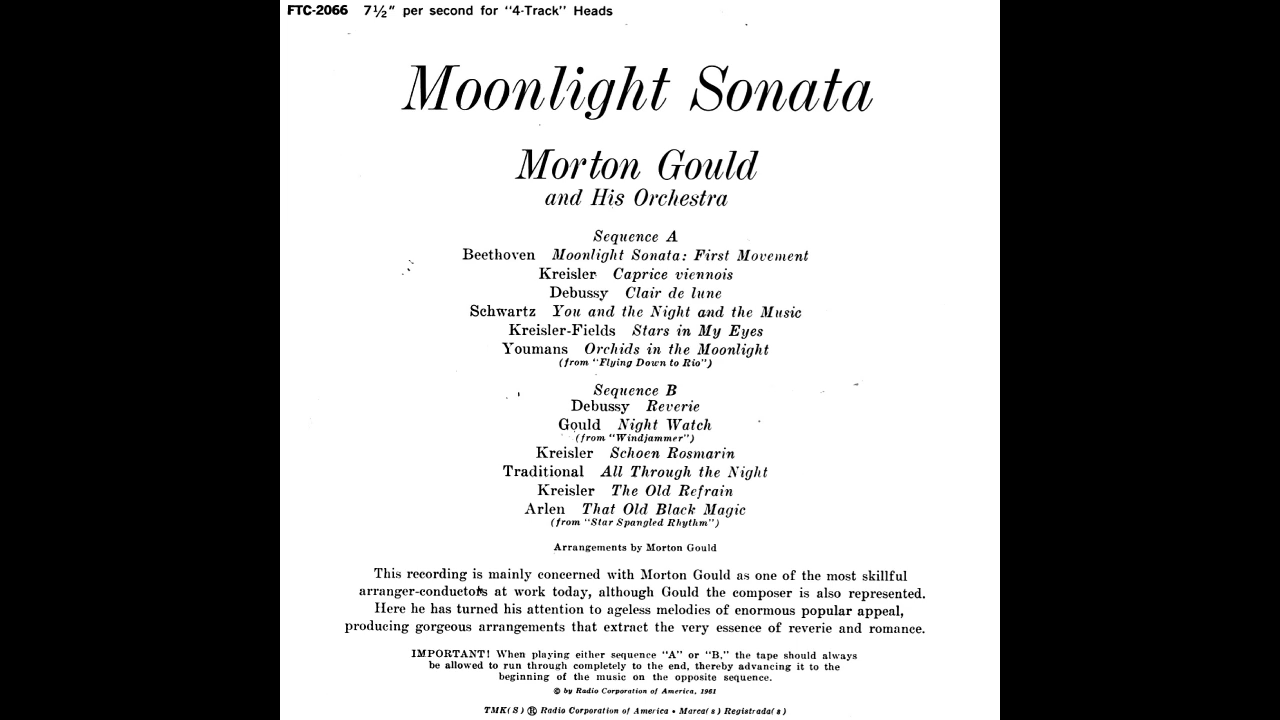 FTC-2066 7½" per second for "4-Track" Heads
Moonlight Sonata
Morton Gould
and His Orchestra
Sequence A
Beethoven Moonlight Sonata: First Movement
Kreisler Caprice viennois
Debussy Clair de lune
Schwartz You and the Night and the Music
Kreisler-Fields Stars in My Eyes
Youmans Orchids in the Moonlight
(from "Flying Down to Rio")
Sequence B
Debussy Reverie
Gould Night Watch
(from "Windjammer")
Kreisler Schoen Rosmarin
Traditional All Through the Night
Kreisler The Old Refrain
Arlen That Old Black Magic
(from "Star Spangled Rhythm")
Arrangements by Morton Gould
This recording is mainly concerned with Morton Gould as one of the most skillful
arranger-conductors at work today, although Gould the composer is also represented.
Here he has turned his attention to ageless melodies of enormous popular appeal,
producing gorgeous arrangements that extract the very essence of reverie and romance.
IMPORTANT! When playing either sequence "A" or "B," the tape should always
be allowed to run through completely to the end, thereby advancing it to the
beginning of the music on the opposite sequence.
© by Radio Corporation of America, 1961
TMK(S) ® Radio Corporation of America • Marca(s) Registrada(s)